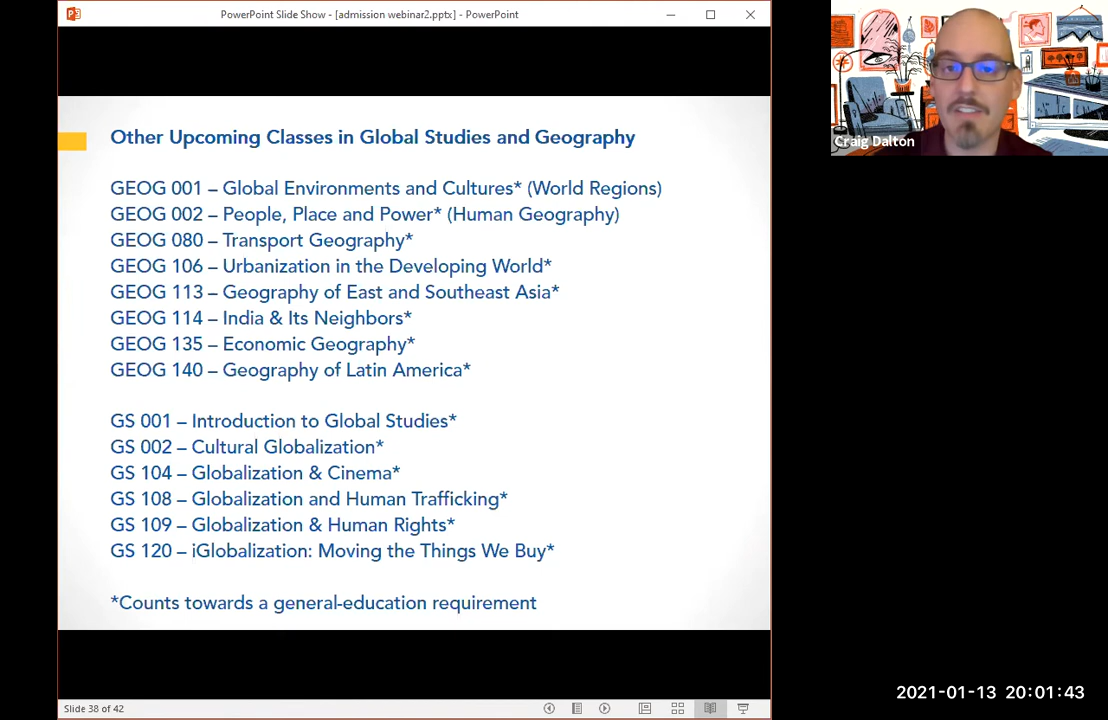 PowerPoint Slide Show - [admission webinar2.pptx] - PowerPoint
Other Upcoming Classes in Global Studies and Geography
GEOG 001 – Global Environments and Cultures* (World Regions)
GEOG 002 – People, Place and Power* (Human Geography)
GEOG 080 – Transport Geography*
GEOG 106 – Urbanization in the Developing World*
GEOG 113 – Geography of East and Southeast Asia*
GEOG 114 – India & Its Neighbors*
GEOG 135 – Economic Geography*
GEOG 140 – Geography of Latin America*
GS 001 – Introduction to Global Studies*
GS 002 – Cultural Globalization*
GS 104 – Globalization & Cinema*
GS 108 – Globalization and Human Trafficking*
GS 109 – Globalization & Human Rights*
GS 120 – iGlobalization: Moving the Things We Buy*
*Counts towards a general-education requirement
Slide 38 of 42
Craig Dalton
2021-01-13 20:01:43